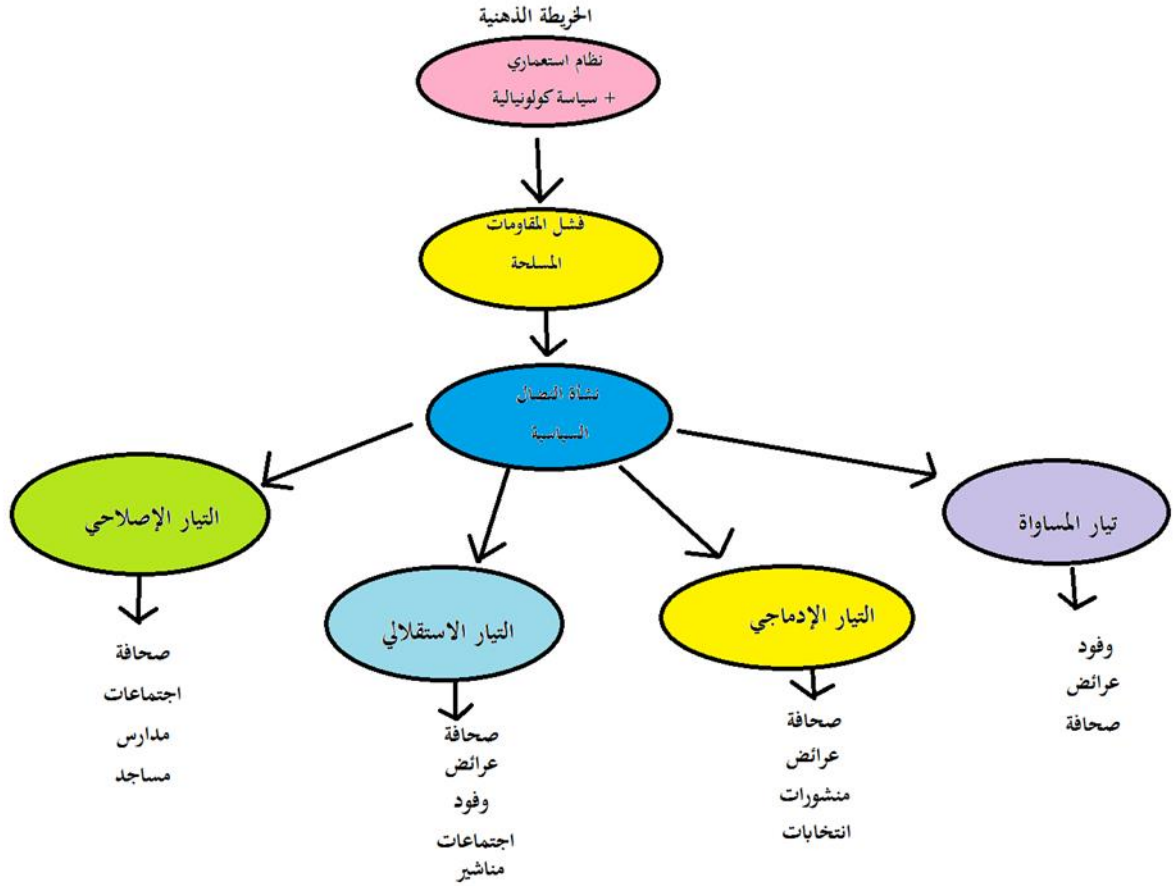 الخريطة الذهنية
نظام استعماري
+ سياسة كولونيالية
فشل المقاومات
المسلحة
نشأة النضال
السياسية
تيار المساواة
وفود
عرائض
صحافة
التيار الإدماجي
صحافة
عرائض
منشورات
انتخابات
التيار الاستقلالي
صحافة
عرائض
وفود
اجتماعات
مناشير
التيار الإصلاحي
صحافة
اجتماعات
مدارس
مساجد